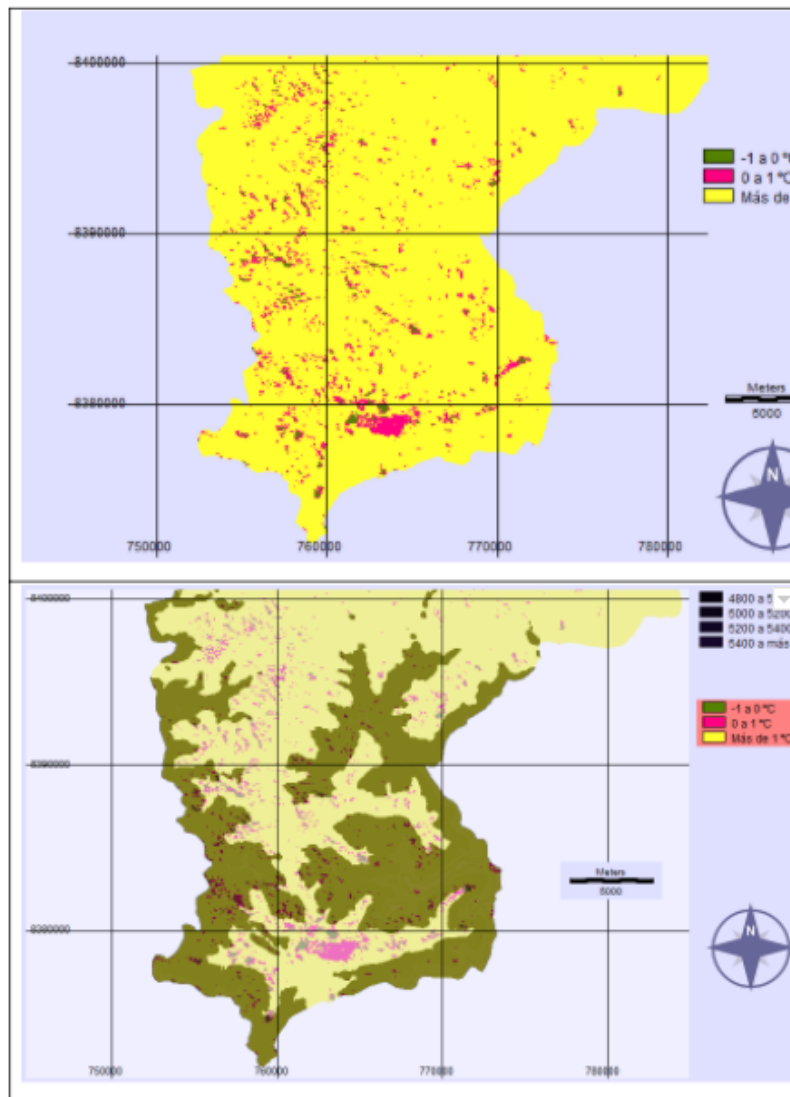 8400000
-1 a 0 ºC
0 a 1 ºC
Más de
8390000
8380000
Meters
5000
N
750000 760000 770000 780000
8400000
4800 a 5
5000 a 5200
5200 a 5400
5400 a más
-1 a 0 ºC
0 a 1 ºC
Más de 1 ºC
8390000
Meters
5000
8380000
N
750000 760000 770000 780000